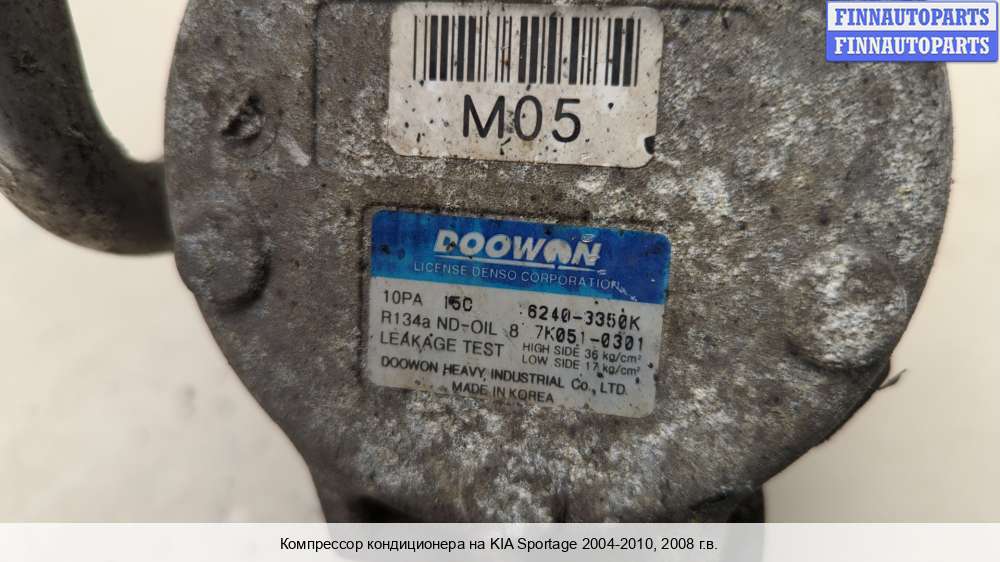 FINNAUTOPARTS
FINNAUTOPARTS
M05
DOOWON
LICENSE DENSO CORPORATION
10PA 15C 6240-3350K
R134a ND-OIL 8 7K051-0301
LEAKAGE TEST HIGH SIDE 36 kg/cm²
LOW SIDE 17 kg/cm²
DOOWON HEAVY INDUSTRIAL Co., LTD.
MADE IN KOREA
Компрессор кондиционера на KIA Sportage 2004-2010, 2008 г.в.